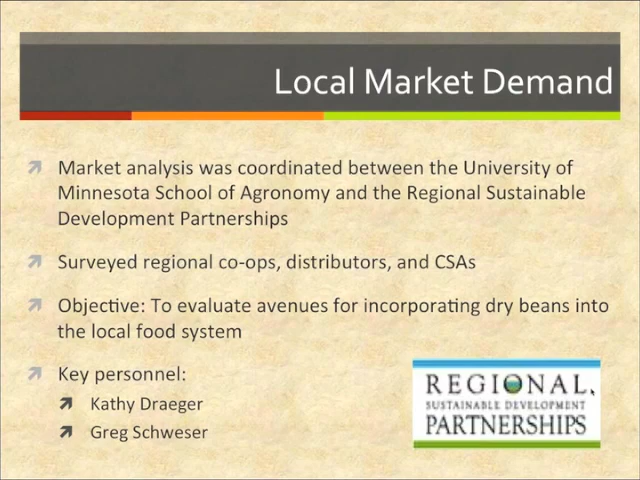 Local Market Demand
Market analysis was coordinated between the University of
Minnesota School of Agronomy and the Regional Sustainable
Development Partnerships
Surveyed regional co-ops, distributors, and CSAs
Objective: To evaluate avenues for incorporating dry beans into
the local food system
Key personnel:
Kathy Draeger
Greg Schweser
REGIONAL
SUSTAINABLE DEVELOPMENT
PARTNERSHIPS